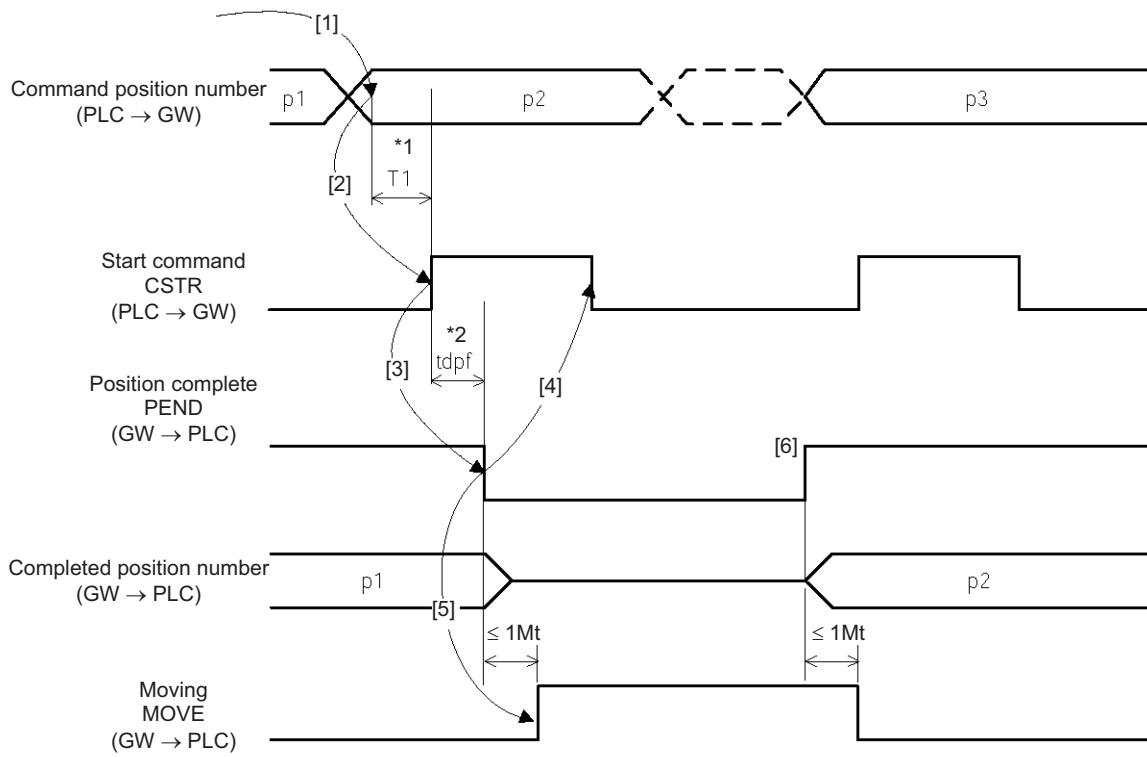 [1]
Command position number
(PLC → GW)
p1
p2
p3
*1
T1
[2]
Start command
CSTR
(PLC → GW)
*2
tdpf
[3]
[4]
Position complete
PEND
(GW → PLC)
[6]
Completed position number
(GW → PLC)
p1
p2
[5]
≤ 1Mt
≤ 1Mt
Moving
MOVE
(GW → PLC)